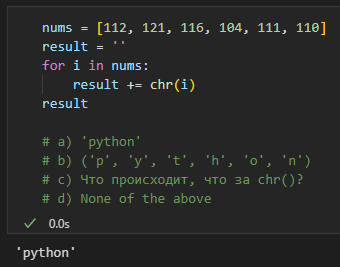 nums = [112, 121, 116, 104, 111, 110]
result = ''
for i in nums:
    result += chr(i)
result
# a) 'python'
# b) ('p', 'y', 't', 'h', 'o', 'n')
# c) Что происходит, что за chr()?
# d) None of the above
✓ 0.0s
'python'